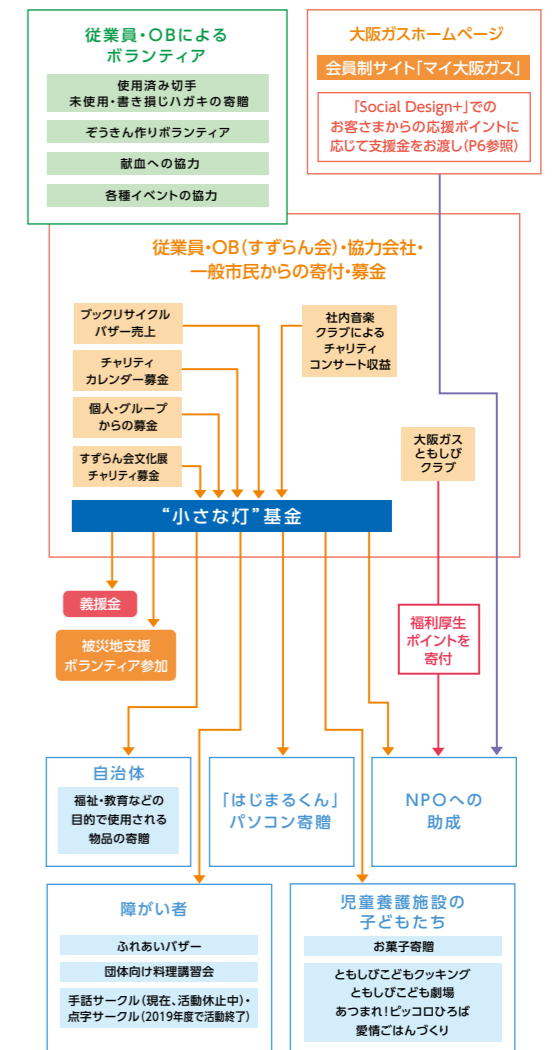 従業員・OBによる
ボランティア
使用済み切手
未使用・書き損じハガキの寄贈
ぞうきん作りボランティア
献血への協力
各種イベントの協力
大阪ガスホームページ
会員制サイト「マイ大阪ガス」
「Social Design+」での
お客さまからの応援ポイントに
応じて支援金をお渡し（P6参照）
従業員・OB（すずらん会）・協力会社・
一般市民からの寄付・募金
ブックリサイクル
バザー売上
チャリティ
カレンダー募金
個人・グループ
からの募金
すずらん会文化展
チャリティ募金
社内音楽
クラブによる
チャリティ
コンサート収益
大阪ガス
ともしび
クラブ
“小さな灯”基金
義援金
被災地支援
ボランティア参加
福利厚生
ポイントを
寄付
自治体
福祉・教育などの
目的で使用される
物品の寄贈
「はじまるくん」
パソコン寄贈
NPOへの
助成
障がい者
ふれあいバザー
団体向け料理講習会
手話サークル（現在、活動休止中）・
点字サークル（2019年度で活動終了）
児童養護施設の
子どもたち
お菓子寄贈
ともしびこどもクッキング
ともしびこども劇場
あつまれ！ピッコロひろば
愛情ごはんづくり